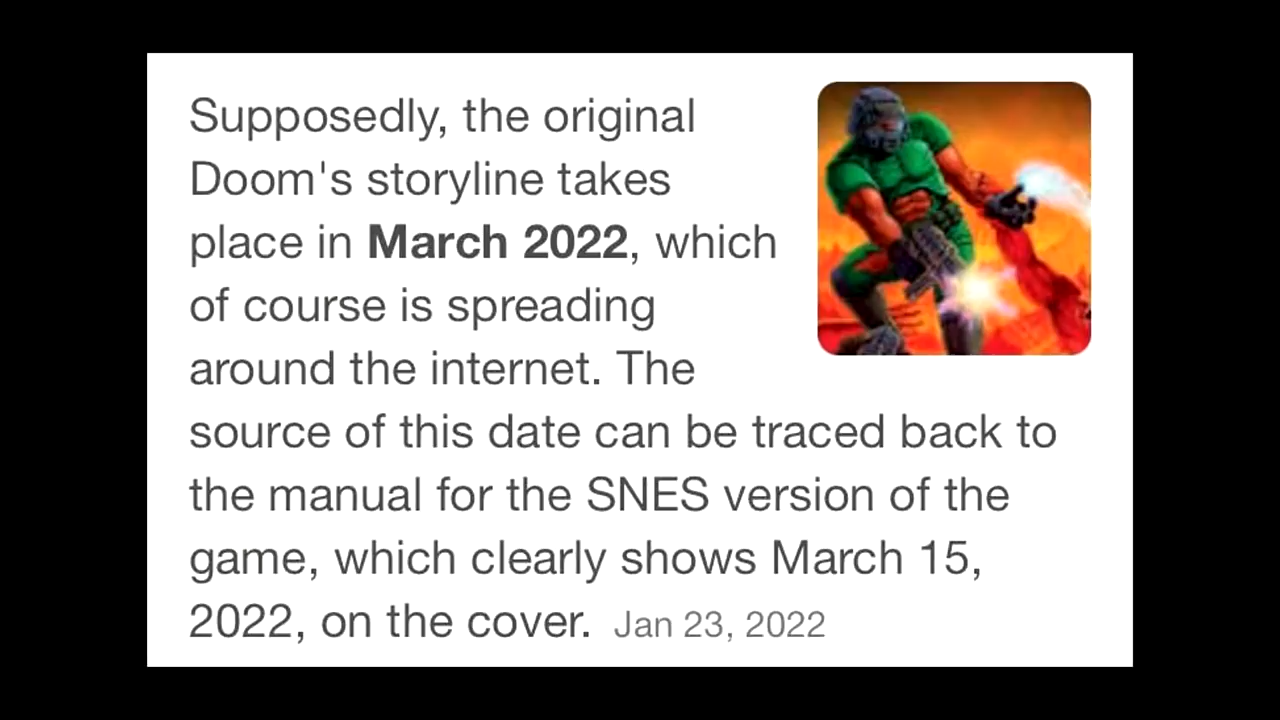 Supposedly, the original
Doom's storyline takes
place in March 2022, which
of course is spreading
around the internet. The
source of this date can be traced back to
the manual for the SNES version of the
game, which clearly shows March 15,
2022, on the cover. Jan 23, 2022